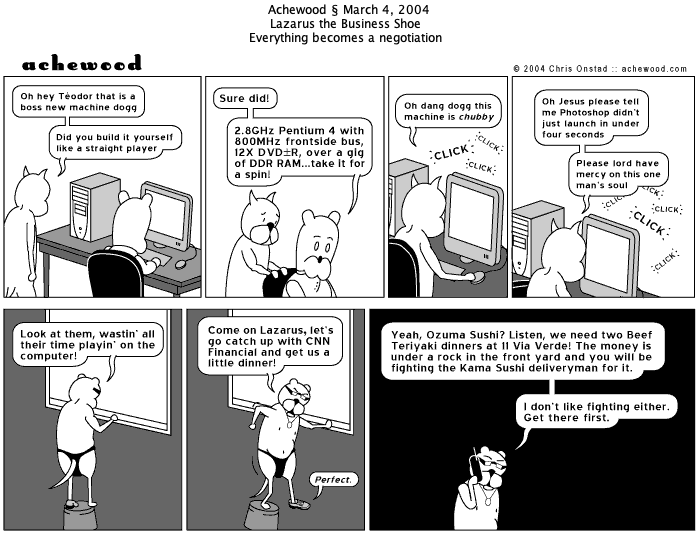 Achewood § March 4, 2004
Lazarus the Business Shoe
Everything becomes a negotiation
achewood
© 2004 Chris Onstad :: achewood.com
Oh hey Téodor that is a
boss new machine dogg
Did you build it yourself
like a straight player
Sure did!
2.8GHz Pentium 4 with
800MHz frontside bus,
12X DVD±R, over a gig
of DDR RAM...take it for
a spin!
Oh dang dogg this
machine is chubby
CLICK
CLICK
CLICK
Oh Jesus please tell
me Photoshop didn't
just launch in under
four seconds
Please lord have
mercy on this one
man's soul
CLICK
CLICK
CLICK
CLICK
Look at them, wastin' all
their time playin' on the
computer!
Come on Lazarus, let's
go catch up with CNN
Financial and get us a
little dinner!
Perfect.
Yeah, Ozuma Sushi? Listen, we need two Beef
Teriyaki dinners at 11 Via Verde! The money is
under a rock in the front yard and you will be
fighting the Kama Sushi deliveryman for it.
I don't like fighting either.
Get there first.